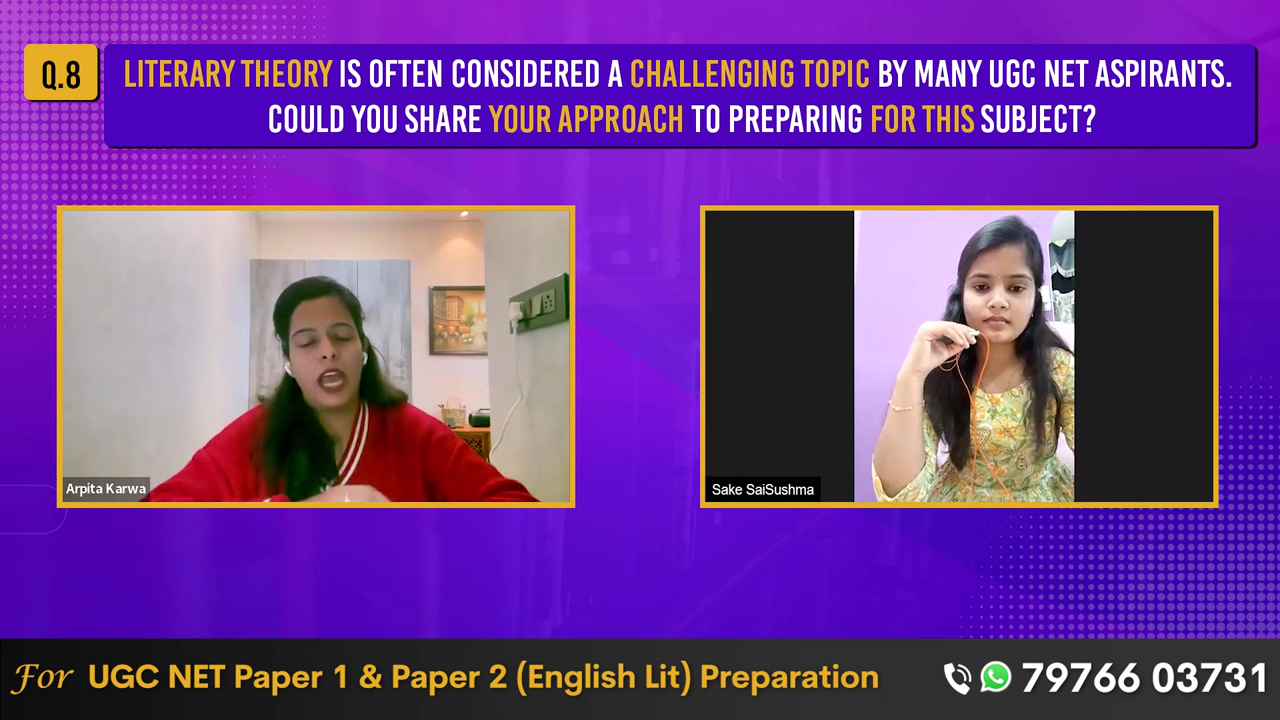 Q.8
LITERARY THEORY IS OFTEN CONSIDERED A CHALLENGING TOPIC BY MANY UGC NET ASPIRANTS.
COULD YOU SHARE YOUR APPROACH TO PREPARING FOR THIS SUBJECT?
Arpita Karwa
Sake SaiSushma
For UGC NET Paper 1 & Paper 2 (English Lit) Preparation
79766 03731